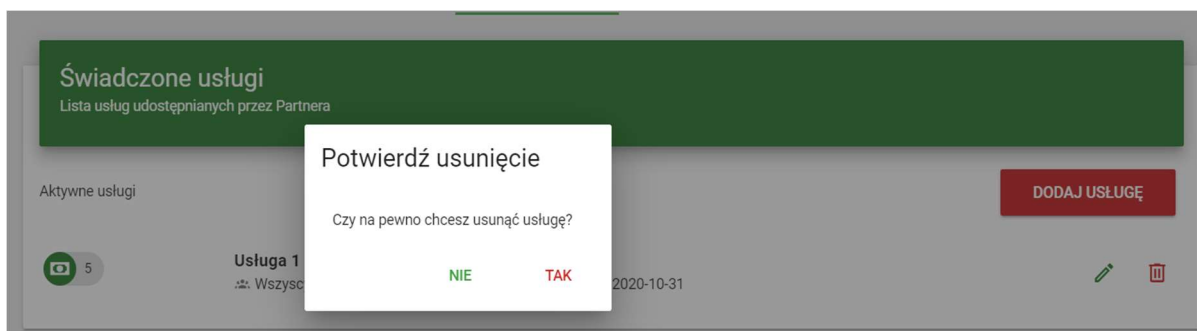 Świadczone usługi
Lista usług udostępnianych przez Partnera
Potwierdź usunięcie
Aktywne usługi
DODAJ USŁUGĘ
Czy na pewno chcesz usunąć usługę?
5
Usługa 1
NIE
TAK
2020-10-31